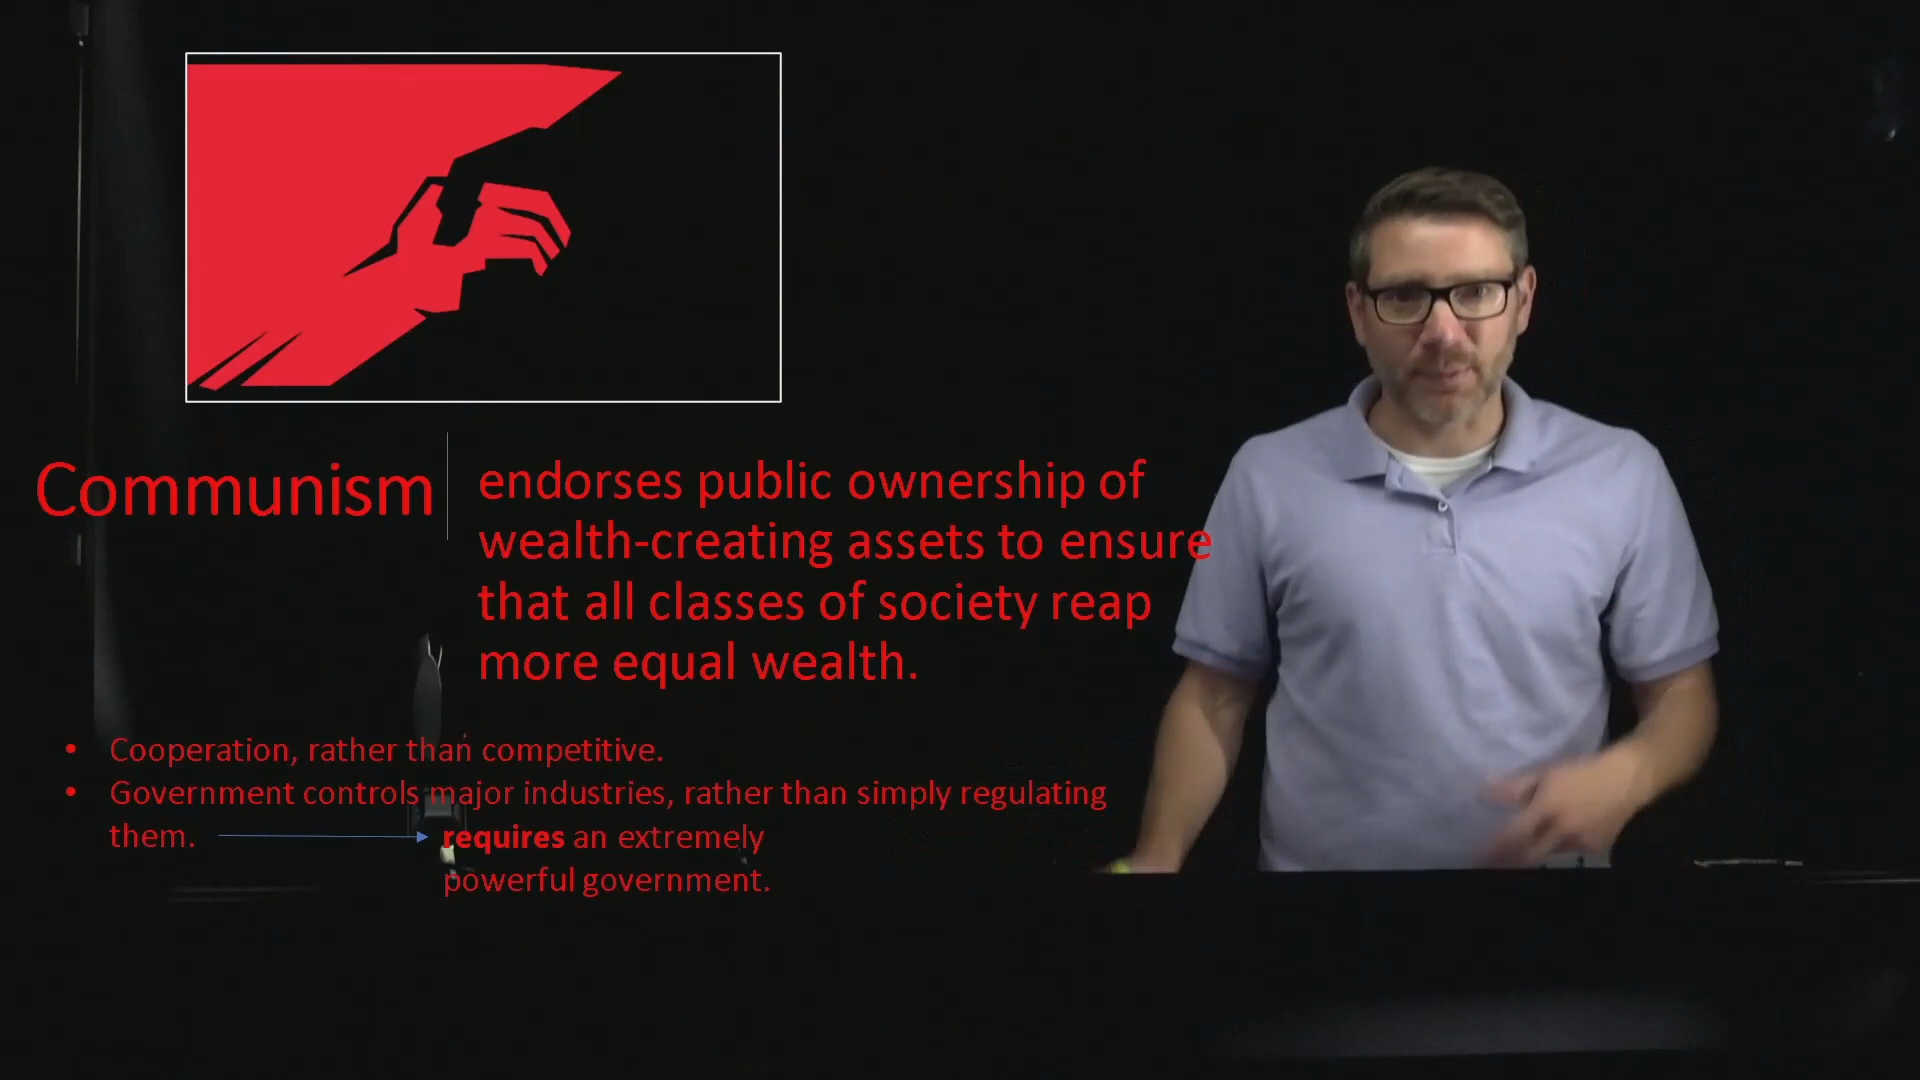 Communism
endorses public ownership of
wealth-creating assets to ensure
that all classes of society reap
more equal wealth.
• Cooperation, rather than competitive.
• Government controls major industries, rather than simply regulating
them.
requires an extremely
powerful government.